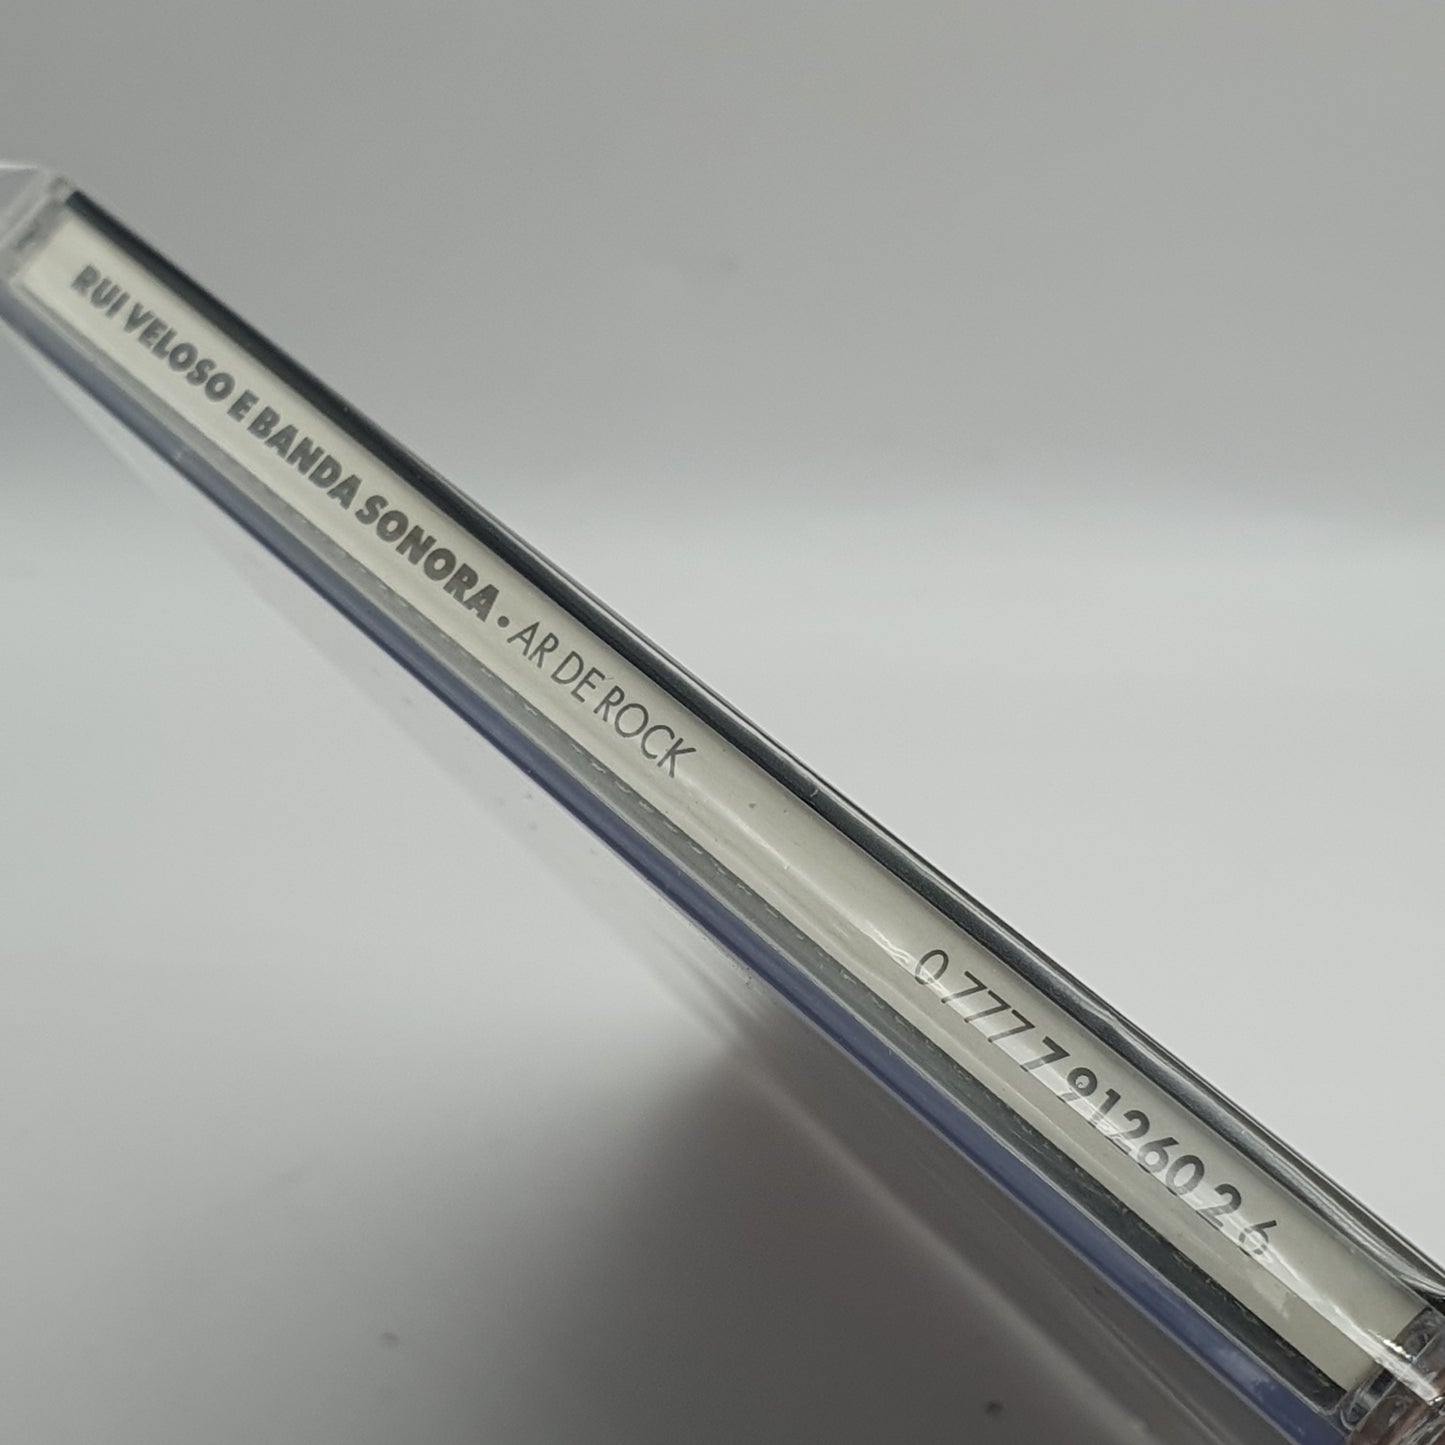 RUI VELOSO E BANDA SONORA • AR DE ROCK 0 777 7 91260 2 6